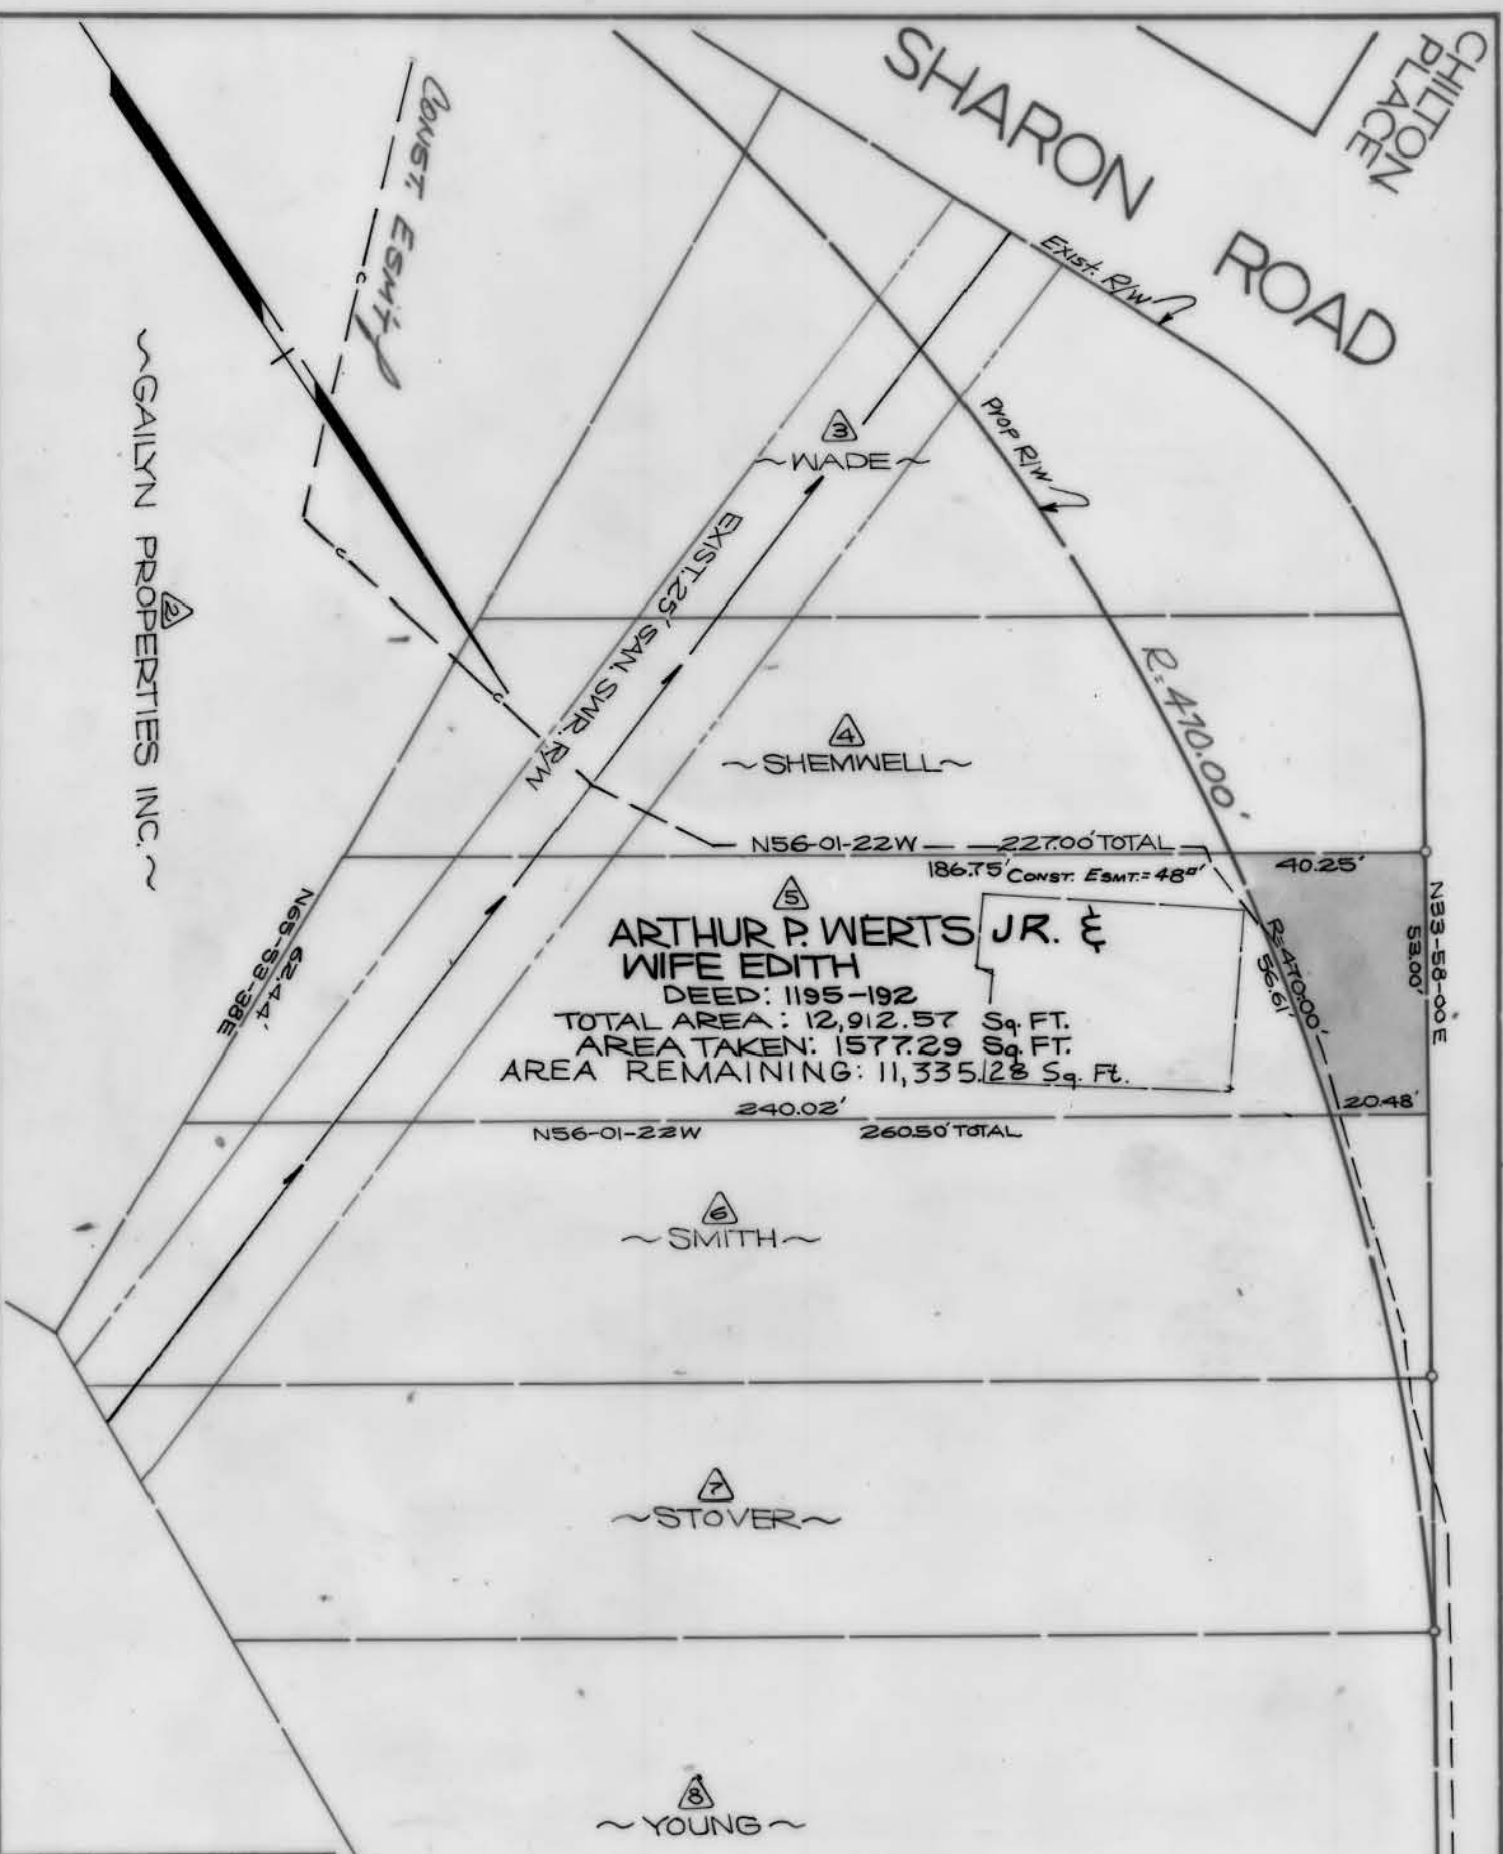 CHILTON
PLACE
SHARON ROAD
CONST. ESM'T
EXIST. R/W
PROP R/W
3
~WADE~
EXIST. 25' SAN. SWR. R/W
2
~GAILYN PROPERTIES INC.~
R=470.00'
4
~SHEMWELL~
N56-01-22W 227.00' TOTAL
186.75' CONST. ESMT.=48▫'
40.25'
N33-58-00E
53.00'
R=470.00'
56.61'
5
ARTHUR P. WERTS JR. &
WIFE EDITH
DEED: 1195-192
TOTAL AREA: 12,912.57 Sq. FT.
AREA TAKEN: 1577.29 Sq. FT.
AREA REMAINING: 11,335.28 Sq. Ft.
N65-53-38E
62.44'
240.02'
20.48'
N56-01-22W 260.50' TOTAL
6
~SMITH~
7
~STOVER~
8
~YOUNG~
C
C
C